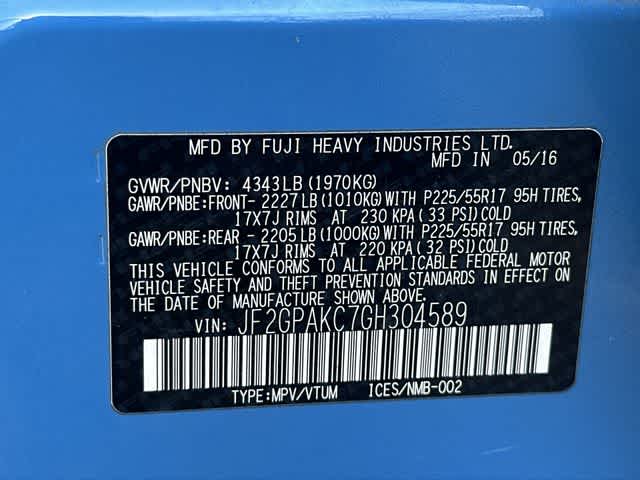 MFD BY FUJI HEAVY INDUSTRIES LTD.
MFD IN 05/16
GVWR/PNBV: 4343LB (1970KG)
GAWR/PNBE:FRONT- 2227LB (1010KG)WITH P225/55R17 95H TIRES,
17X7J RIMS AT 230 KPA (33 PSI)COLD
GAWR/PNBE:REAR - 2205LB (1000KG)WITH P225/55R17 95H TIRES,
17X7J RIMS AT 220 KPA (32 PSI)COLD
THIS VEHICLE CONFORMS TO ALL APPLICABLE FEDERAL MOTOR
VEHICLE SAFETY AND THEFT PREVENTION STANDARDS IN EFFECT ON
THE DATE OF MANUFACTURE SHOWN ABOVE.
VIN: JF2GPAKC7GH304589
TYPE:MPV/VTUM ICES/NMB-002